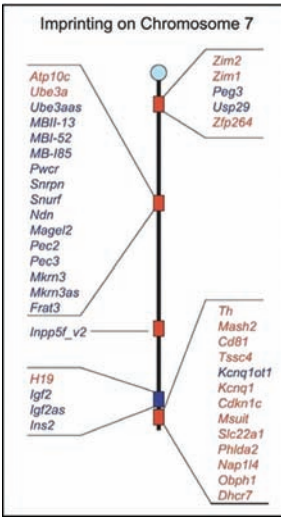 Imprinting on Chromosome 7
Atp10c
Ube3a
Ube3aas
MBII-13
MBI-52
MB-I85
Pwcr
Snrpn
Snurf
Ndn
Magel2
Pec2
Pec3
Mkrn3
Mkrn3as
Frat3
Zim2
Zim1
Peg3
Usp29
Zfp264
Inpp5f_v2
H19
Igf2
Igf2as
Ins2
Th
Mash2
Cd81
Tssc4
Kcnq1ot1
Kcnq1
Cdkn1c
Msuit
Slc22a1
Phlda2
Nap1l4
Obph1
Dhcr7